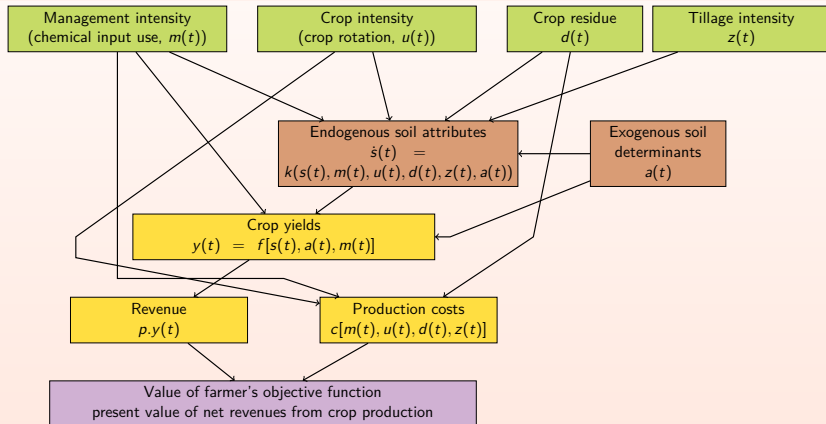 Management intensity
(chemical input use, m(t))
Crop intensity
(crop rotation, u(t))
Crop residue
d(t)
Tillage intensity
z(t)
Endogenous soil attributes
ṡ(t) =
k(s(t), m(t), u(t), d(t), z(t), a(t))
Exogenous soil
determinants
a(t)
Crop yields
y(t) = f[s(t), a(t), m(t)]
Revenue
p.y(t)
Production costs
c[m(t), u(t), d(t), z(t)]
Value of farmer's objective function
present value of net revenues from crop production